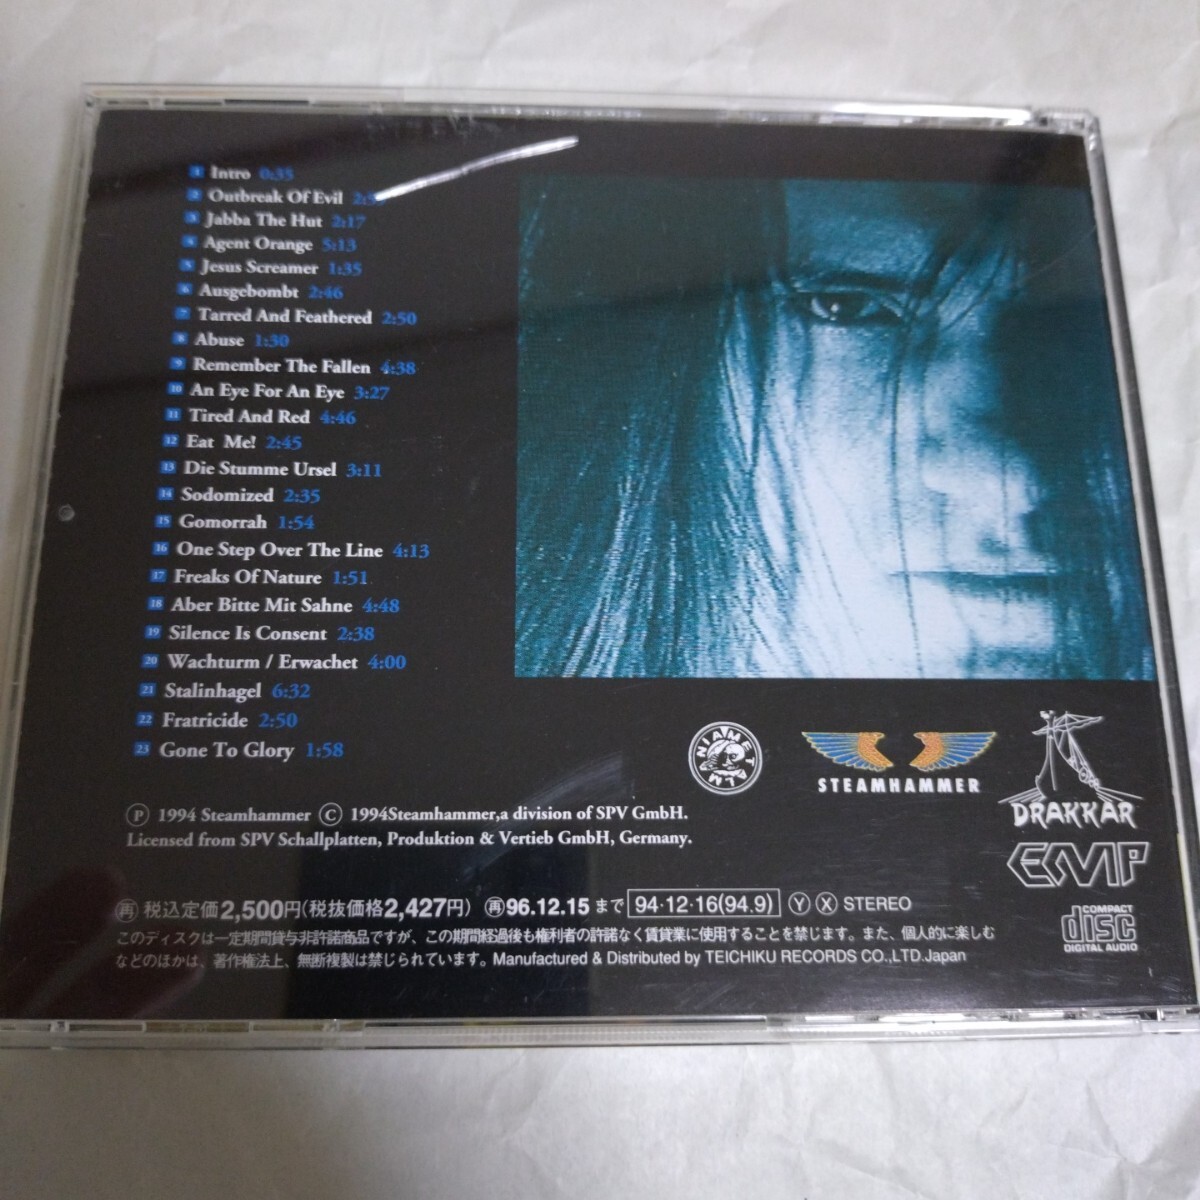 1 Intro 0:35
2 Outbreak Of Evil
3 Jabba The Hut 2:17
4 Agent Orange 5:13
5 Jesus Screamer 1:35
6 Ausgebombt 2:46
7 Tarred And Feathered 2:50
8 Abuse 1:30
9 Remember The Fallen 4:38
10 An Eye For An Eye 3:27
11 Tired And Red 4:46
12 Eat Me! 2:45
13 Die Stumme Ursel 3:11
14 Sodomized 2:35
15 Gomorrah 1:54
16 One Step Over The Line 4:13
17 Freaks Of Nature 1:51
18 Aber Bitte Mit Sahne 4:48
19 Silence Is Consent 2:38
20 Wachturm / Erwachet 4:00
21 Stalinhagel 6:32
22 Fratricide 2:50
23 Gone To Glory 1:58
METALMANIA
STEAMHAMMER
DRAKKAR
EMP
Ⓟ 1994 Steamhammer Ⓒ 1994Steamhammer,a division of SPV GmbH.
Licensed from SPV Schallplatten, Produktion & Vertieb GmbH, Germany.
再 税込定価2,500円(税抜価格2,427円) 再96.12.15まで 94·12·16(94.9) Ⓨ Ⓧ STEREO
このディスクは一定期間貸与非許諾商品ですが、この期間経過後も権利者の許諾なく賃貸業に使用することを禁じます。また、個人的に楽しむ
などのほかは、著作権法上、無断複製は禁じられています。Manufactured & Distributed by TEICHIKU RECORDS CO.,LTD.Japan
COMPACT
disc
DIGITAL AUDIO